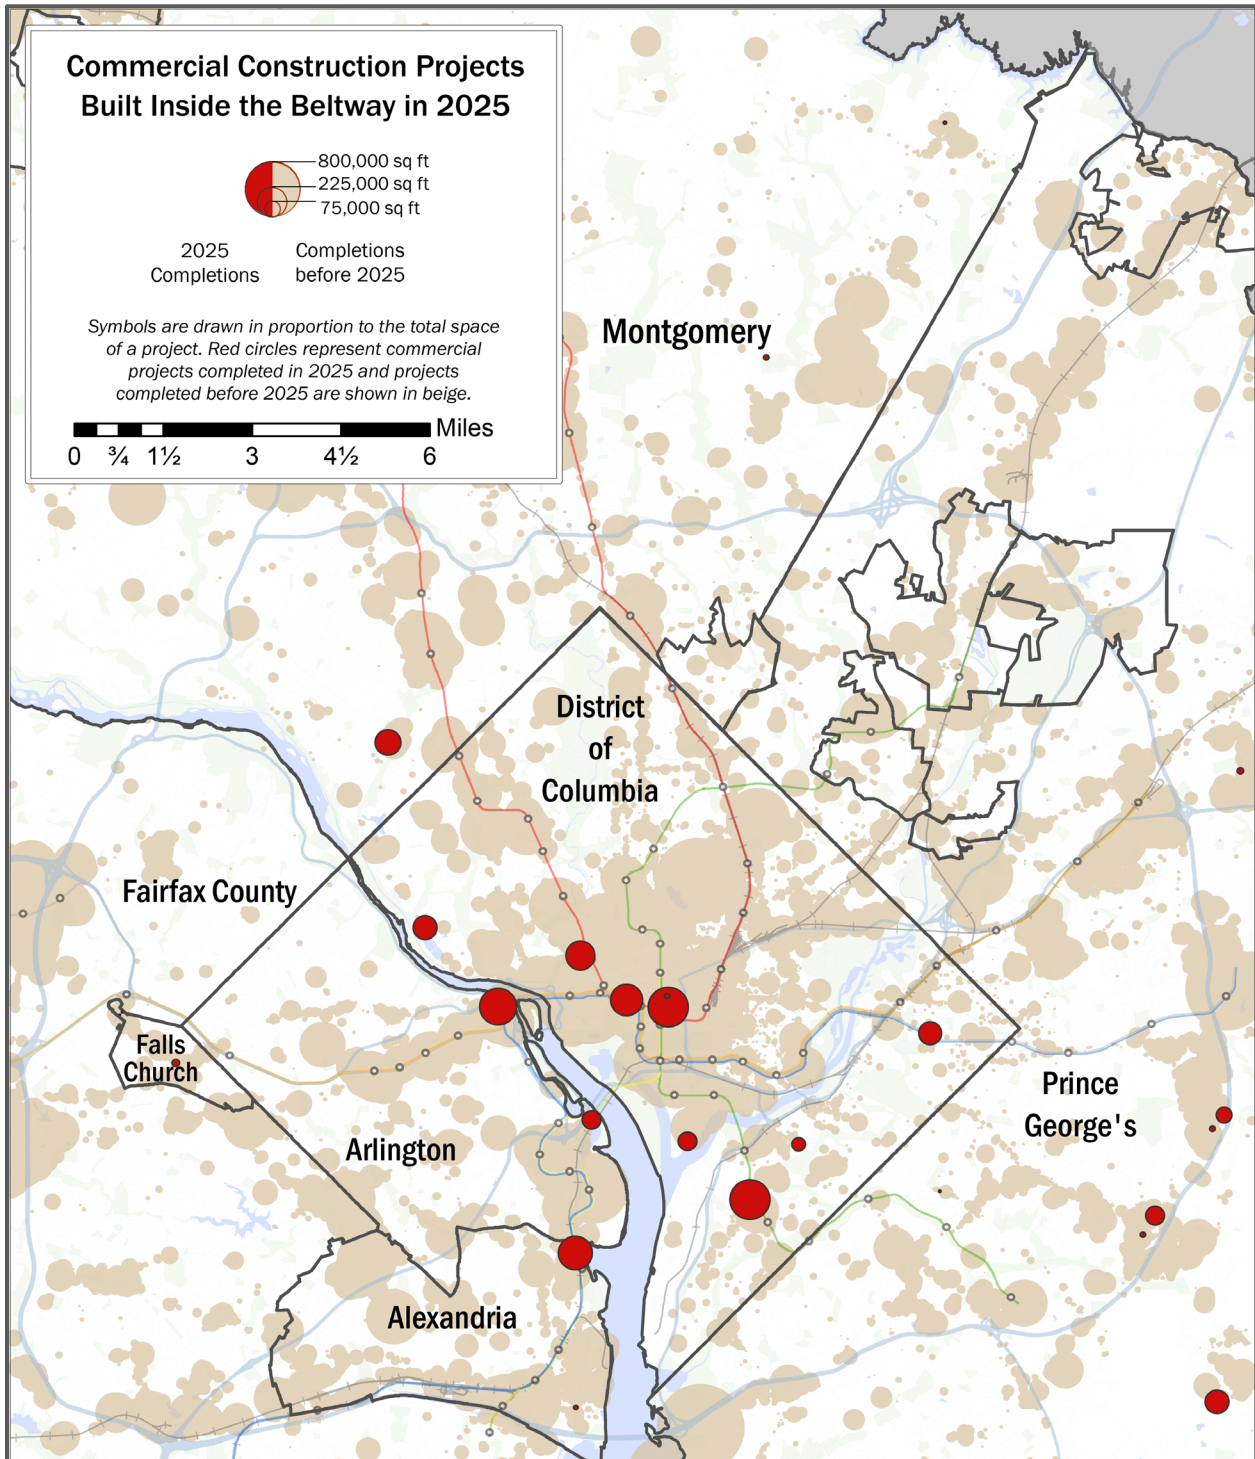 Commercial Construction Projects
Built Inside the Beltway in 2025
800,000 sq ft
225,000 sq ft
75,000 sq ft
2025
Completions
Completions
before 2025
Symbols are drawn in proportion to the total space
of a project. Red circles represent commercial
projects completed in 2025 and projects
completed before 2025 are shown in beige.
Miles
0 ¾ 1½ 3 4½ 6
Montgomery
District
of
Columbia
Fairfax County
Falls
Church
Prince
George's
Arlington
Alexandria